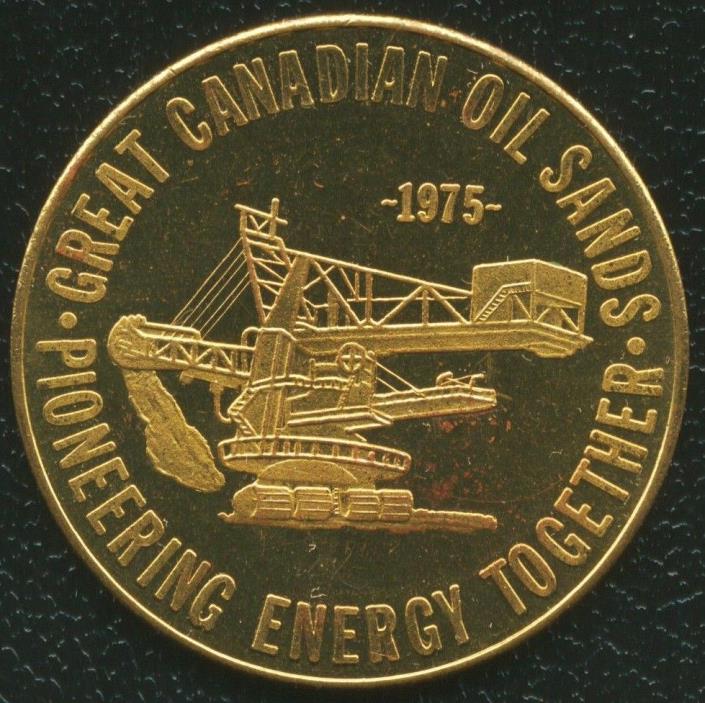 ·GREAT CANADIAN OIL SANDS·
-1975-
PIONEERING ENERGY TOGETHER